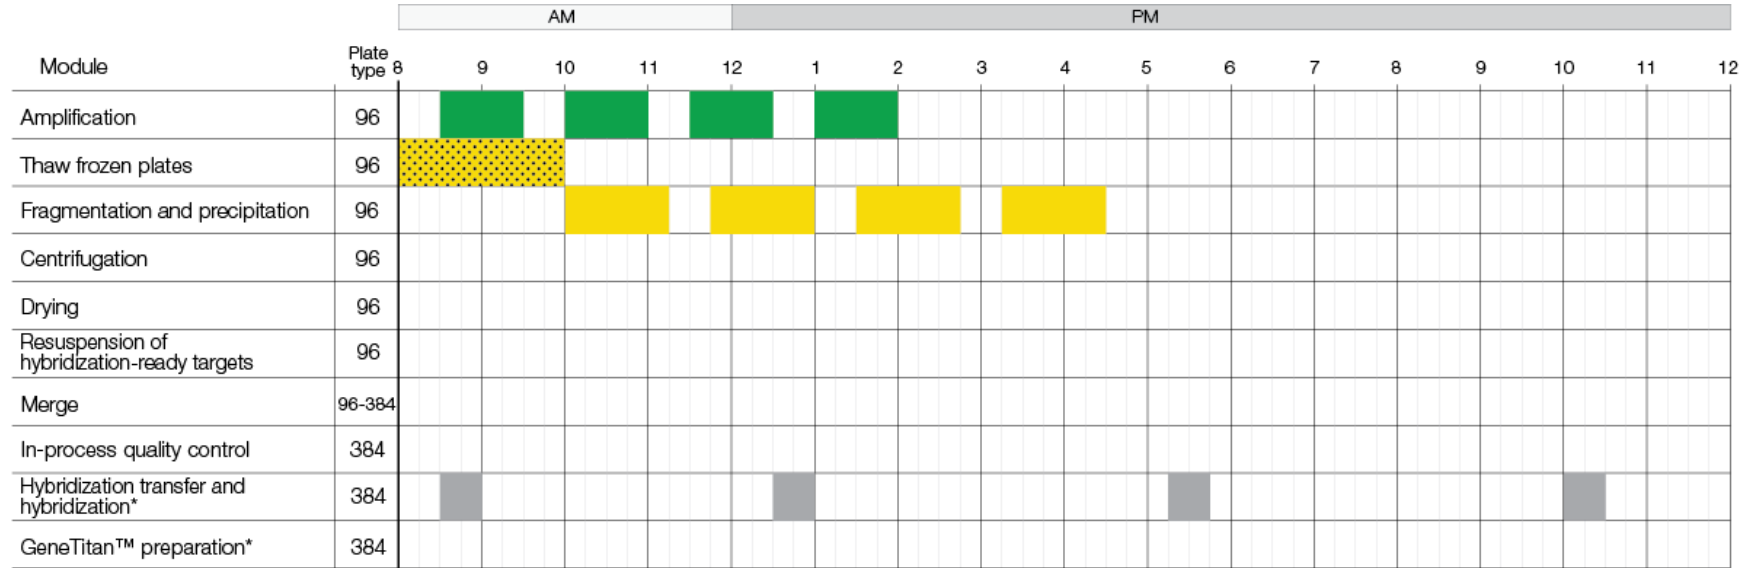 AM PM
Module Plate type 8 9 10 11 12 1 2 3 4 5 6 7 8 9 10 11 12
Amplification 96
Thaw frozen plates 96
Fragmentation and precipitation 96
Centrifugation 96
Drying 96
Resuspension of
hybridization-ready targets 96
Merge 96-384
In-process quality control 384
Hybridization transfer and
hybridization* 384
GeneTitan™ preparation* 384